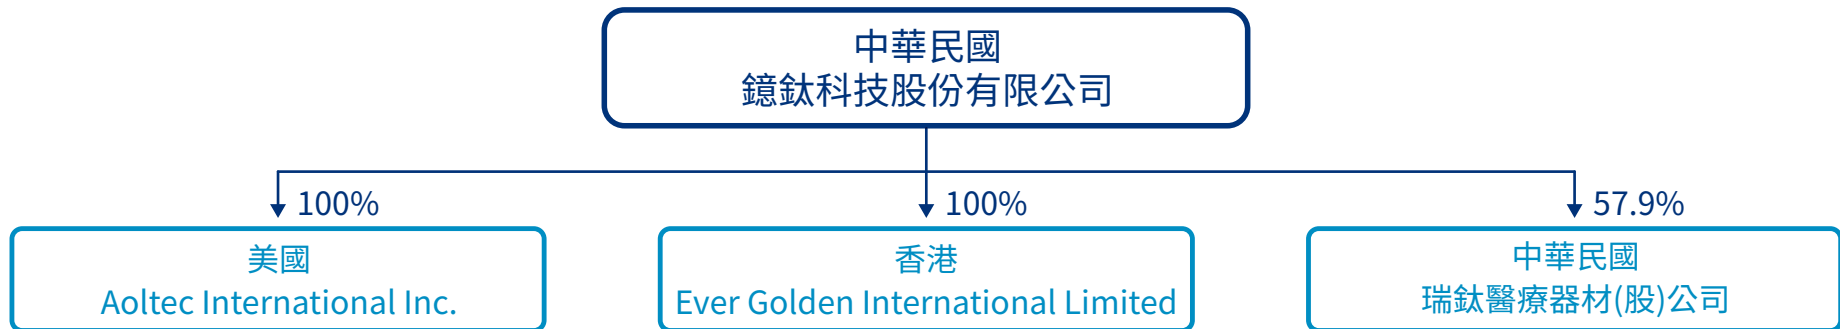 中華民國
鐿鈦科技股份有限公司
100%
100%
57.9%
美國
Aoltec International Inc.
香港
Ever Golden International Limited
中華民國
瑞鈦醫療器材(股)公司